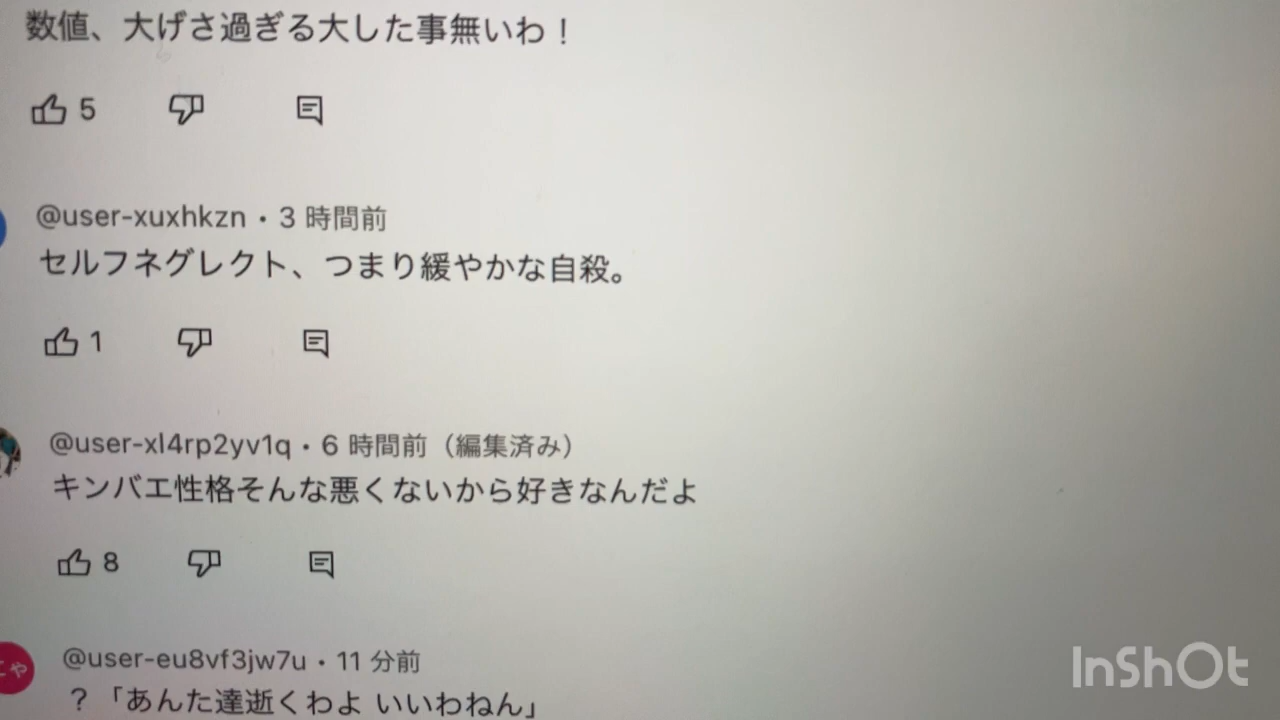 数値、大げさ過ぎる大した事無いわ！
5
@user-xuxhkzn・3 時間前
セルフネグレクト、つまり緩やかな自殺。
1
@user-xl4rp2yv1q・6 時間前（編集済み）
キンバエ性格そんな悪くないから好きなんだよ
8
@user-eu8vf3jw7u・11 分前
？「あんた達逝くわよ いいわねん」
InShOt